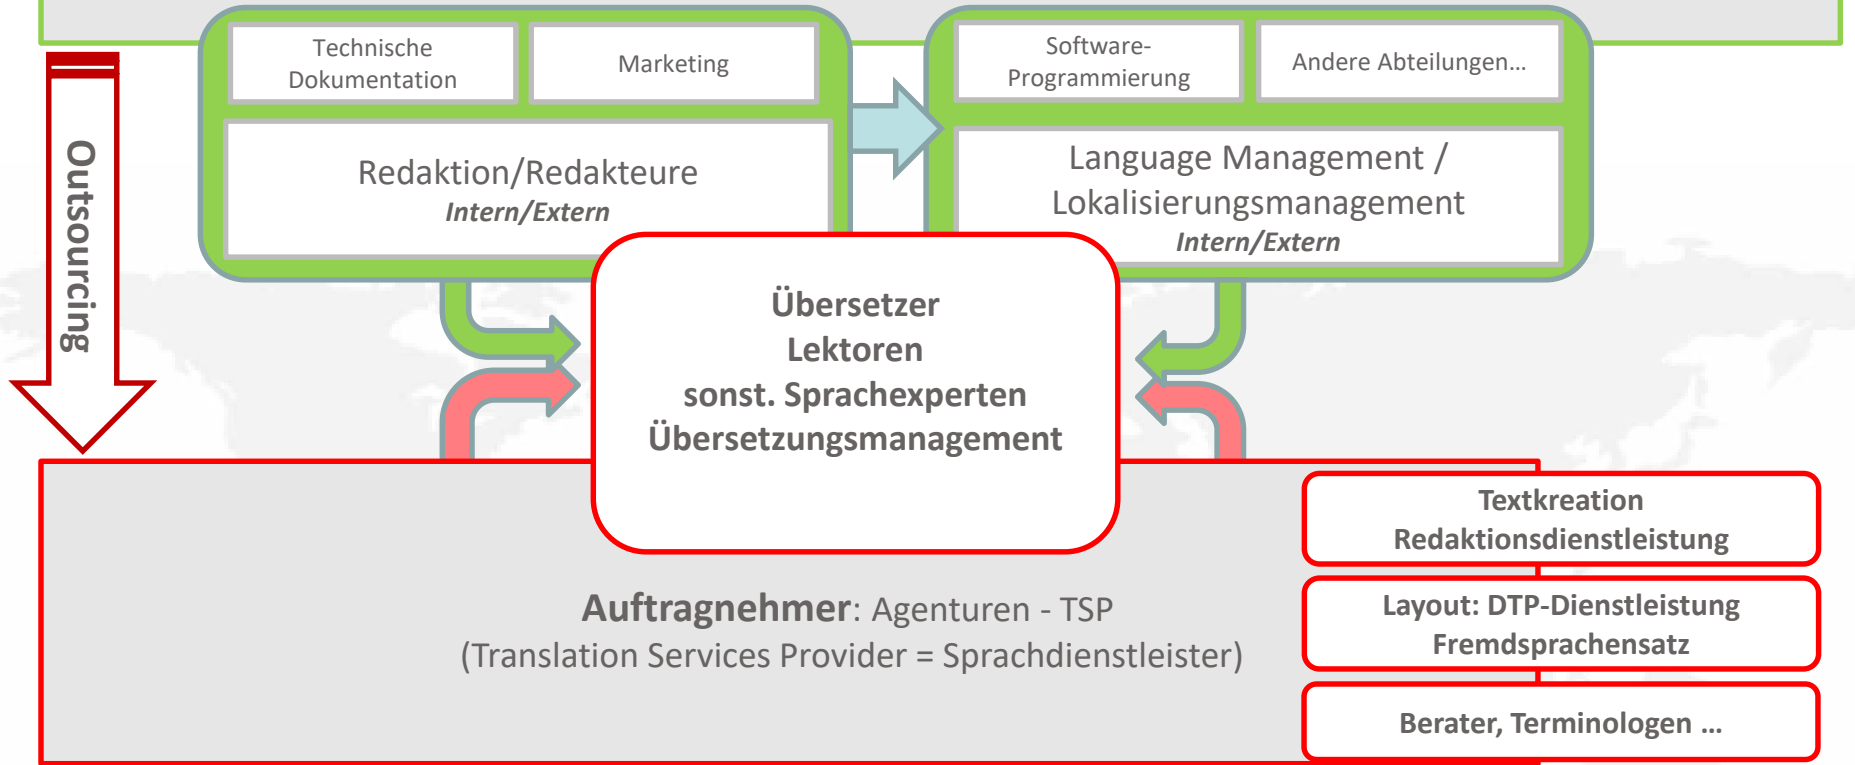 Technische
Dokumentation
Marketing
Software-
Programmierung
Andere Abteilungen…
Outsourcing
Redaktion/Redakteure
Intern/Extern
Language Management /
Lokalisierungsmanagement
Intern/Extern
Übersetzer
Lektoren
sonst. Sprachexperten
Übersetzungsmanagement
Auftragnehmer: Agenturen - TSP
(Translation Services Provider = Sprachdienstleister)
Textkreation
Redaktionsdienstleistung
Layout: DTP-Dienstleistung
Fremdsprachensatz
Berater, Terminologen …